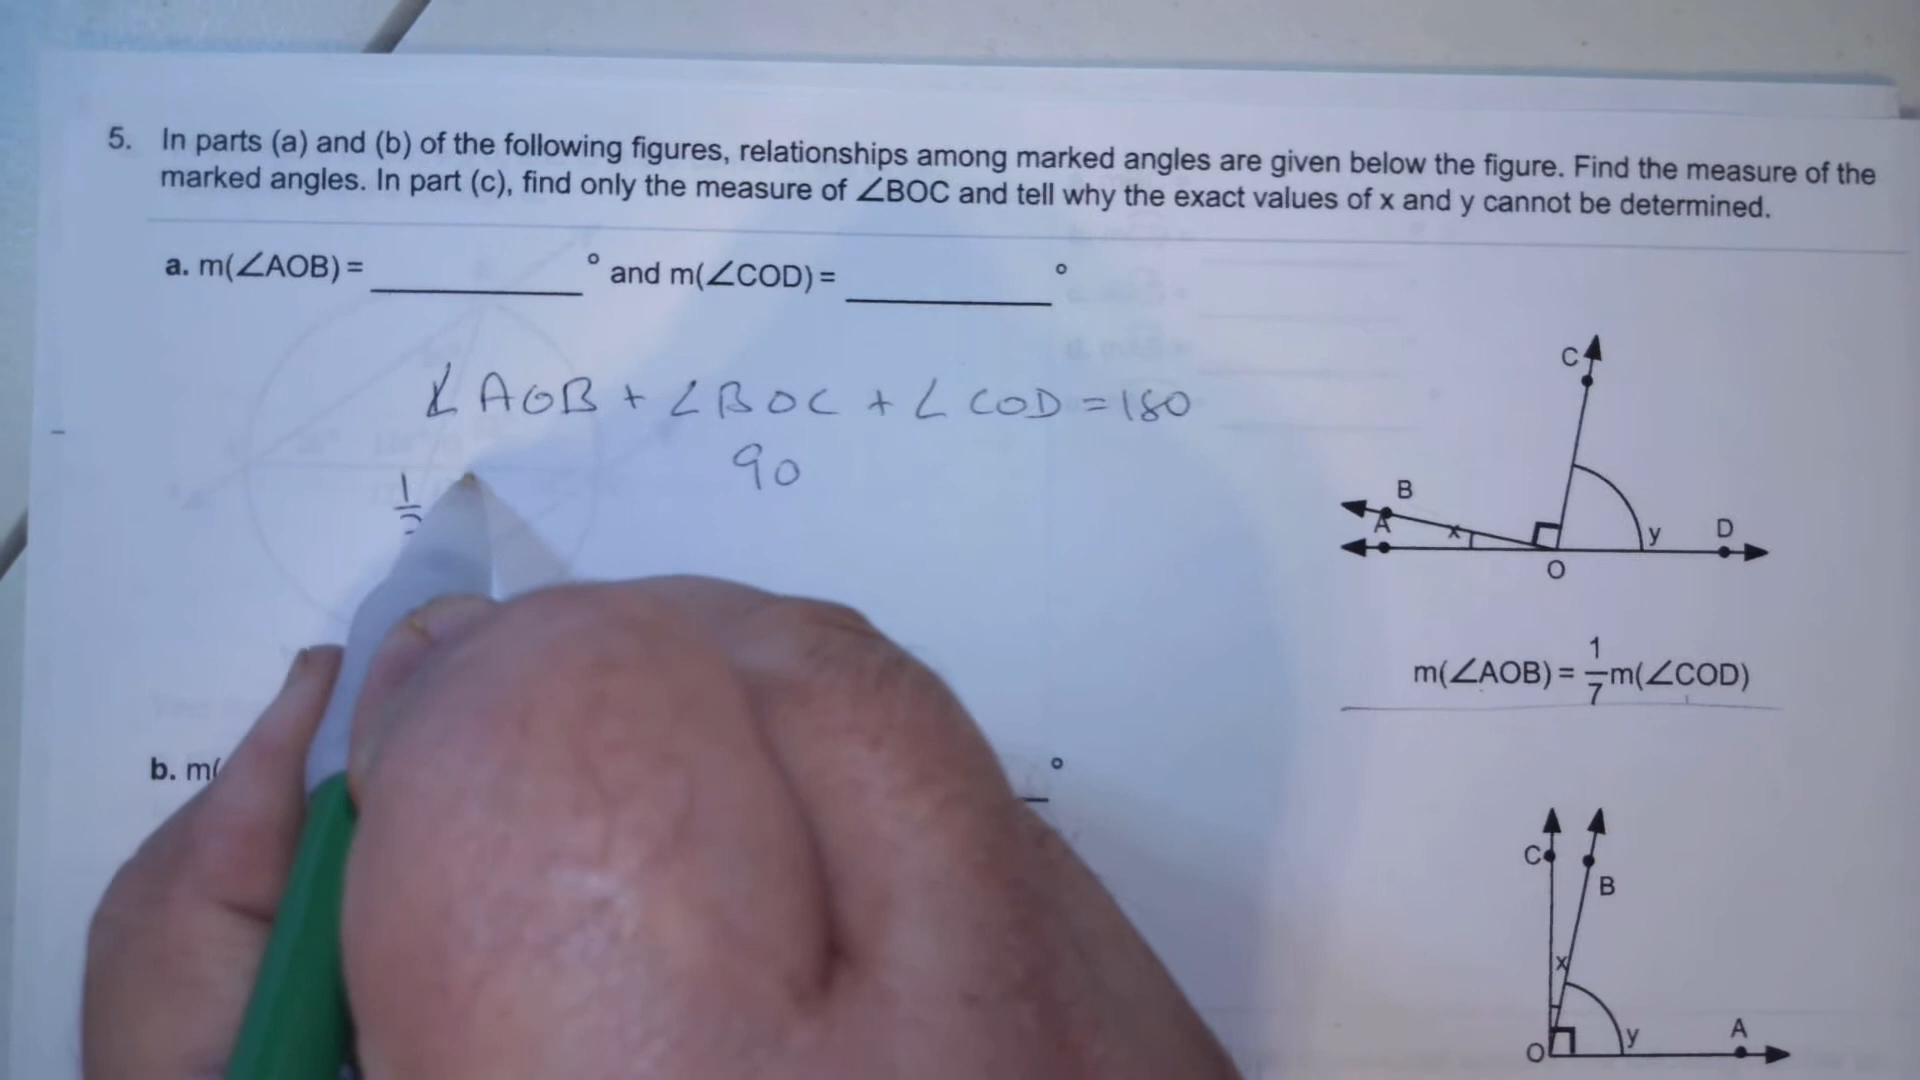 5. In parts (a) and (b) of the following figures, relationships among marked angles are given below the figure. Find the measure of the
marked angles. In part (c), find only the measure of ∠BOC and tell why the exact values of x and y cannot be determined.
a. m(∠AOB) = ° and m(∠COD) = °
∠AOB + ∠BOC + ∠COD = 180
90
1
C
B
A
x
y
D
O
m(∠AOB) = 1/7 m(∠COD)
b. m( °
C
B
x
y
A
O